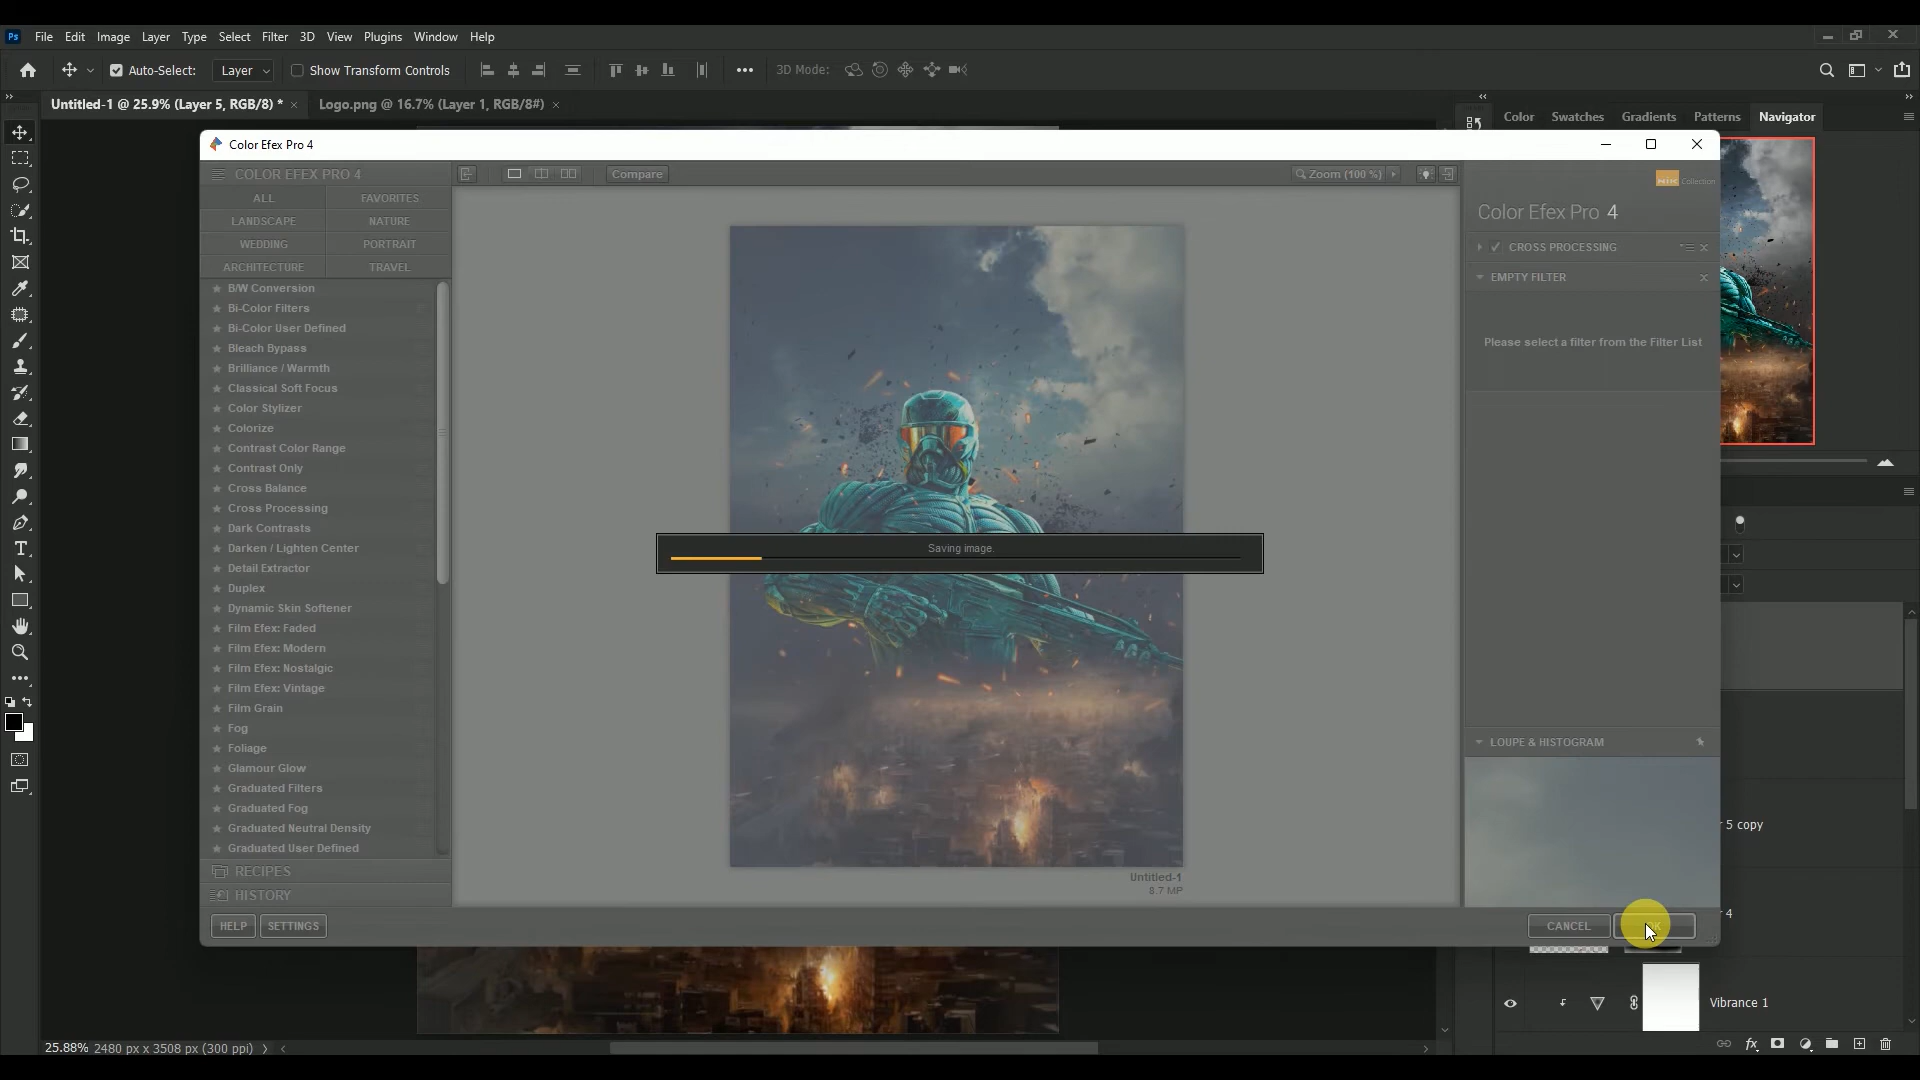 Ps File Edit Image Layer Type Select Filter 3D View Plugins Window Help
Auto-Select: Layer Show Transform Controls 3D Mode:
Untitled-1 @ 25.9% (Layer 5, RGB/8) * Logo.png @ 16.7% (Layer 1, RGB/8#)
Color Swatches Gradients Patterns Navigator
Color Efex Pro 4
COLOR EFEX PRO 4
Compare
Zoom (100 %)
Collection
ALL FAVORITES
LANDSCAPE NATURE
WEDDING PORTRAIT
ARCHITECTURE TRAVEL
B/W Conversion
Bi-Color Filters
Bi-Color User Defined
Bleach Bypass
Brilliance / Warmth
Classical Soft Focus
Color Stylizer
Colorize
Contrast Color Range
Contrast Only
Cross Balance
Cross Processing
Dark Contrasts
Darken / Lighten Center
Detail Extractor
Duplex
Dynamic Skin Softener
Film Efex: Faded
Film Efex: Modern
Film Efex: Nostalgic
Film Efex: Vintage
Film Grain
Fog
Foliage
Glamour Glow
Graduated Filters
Graduated Fog
Graduated Neutral Density
Graduated User Defined
RECIPES
HISTORY
HELP SETTINGS
Saving image.
Untitled-1
8.7 MP
Color Efex Pro 4
CROSS PROCESSING
EMPTY FILTER
Please select a filter from the Filter List
LOUPE & HISTOGRAM
CANCEL
5 copy
4
Vibrance 1
25.88% 2480 px x 3508 px (300 ppi)
fx